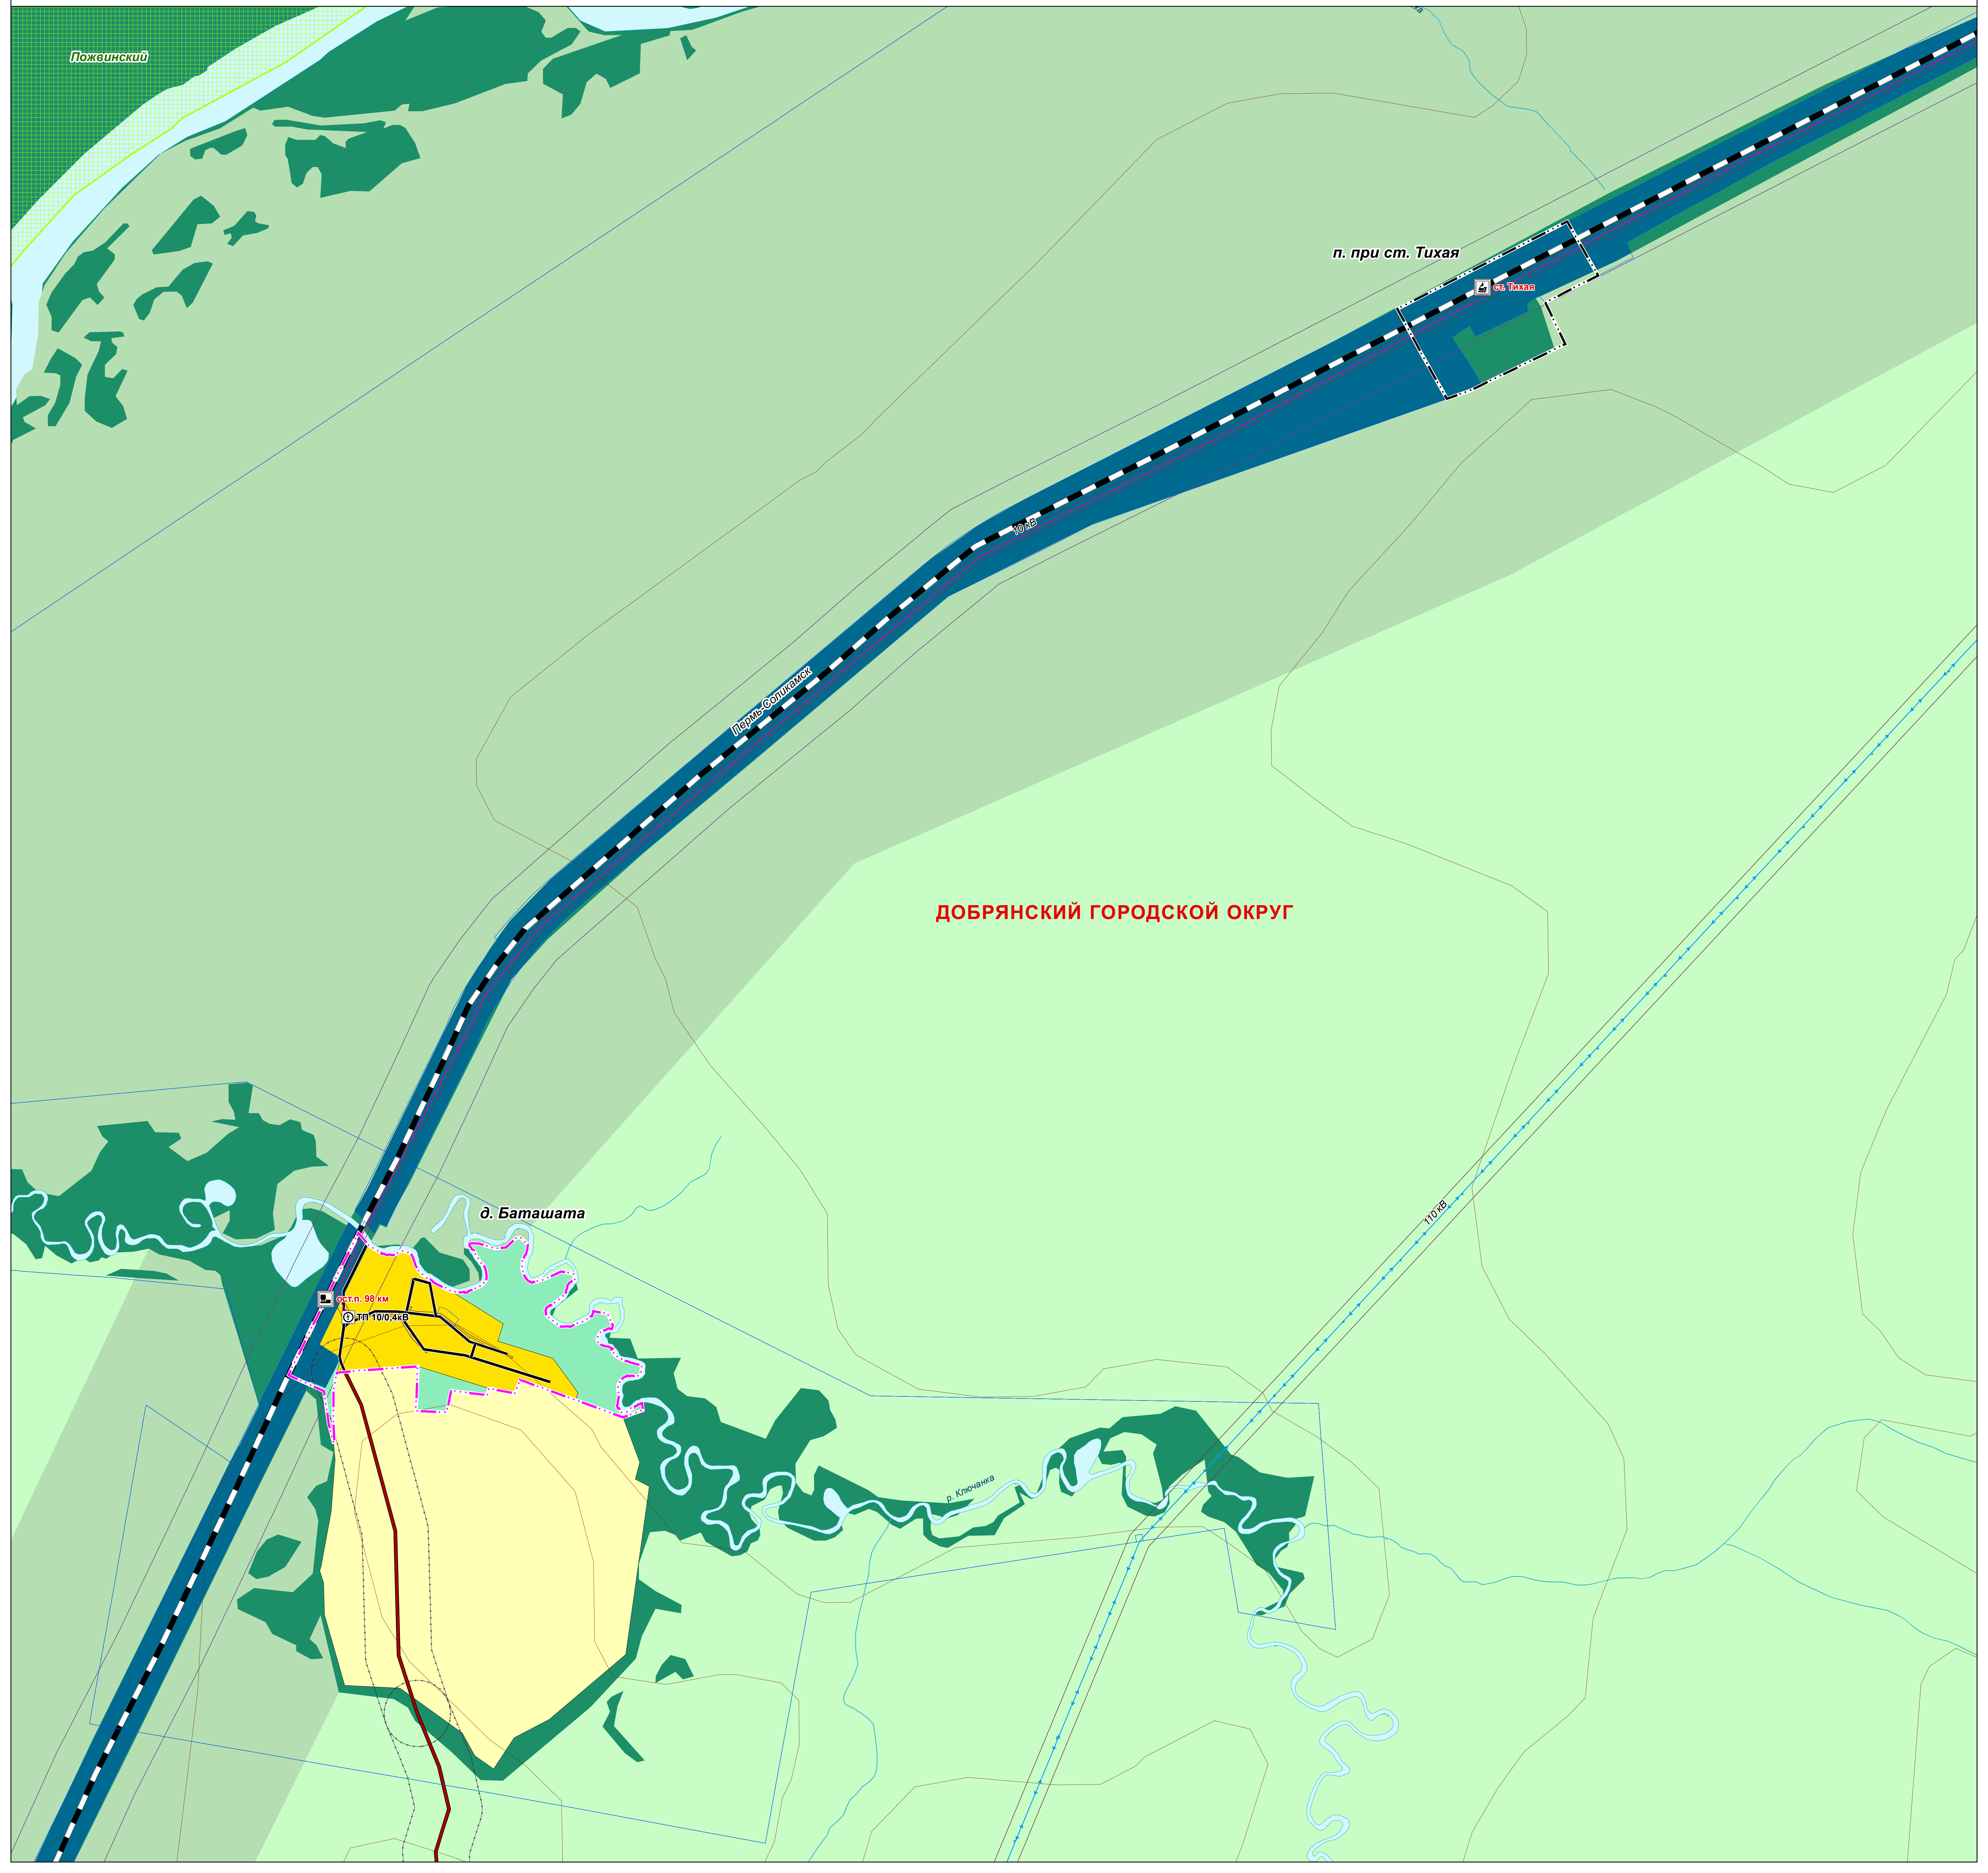 Пожвинский
п. при ст. Тихая
ст. Тихая
10 кВ
Пермь-Соликамск
ДОБРЯНСКИЙ ГОРОДСКОЙ ОКРУГ
110 кВ
д. Баташата
ост.п. 98 км
ТП 10/0,4кВ
р. Ключанка